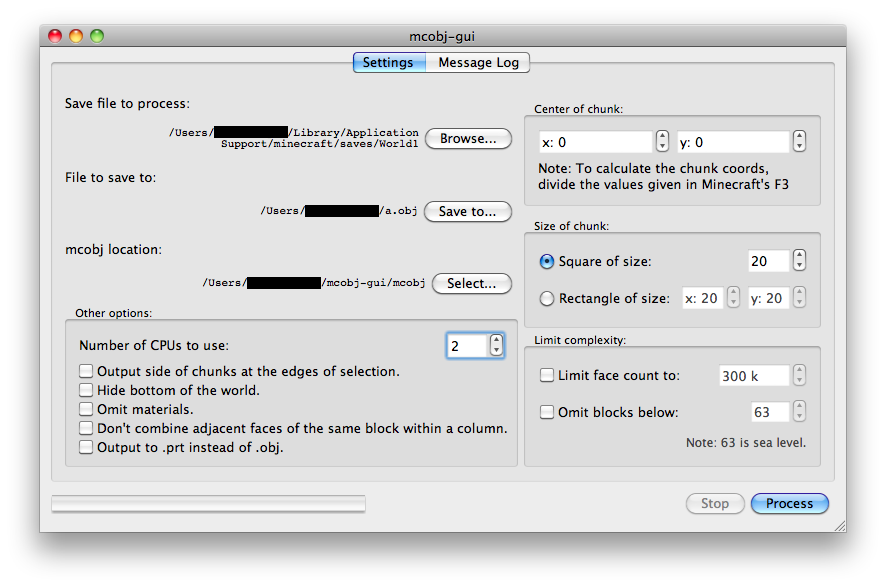 mcobj-gui
Settings
Message Log
Save file to process:
/Users/ /Library/Application
Support/minecraft/saves/World1
Browse...
File to save to:
/Users/ /a.obj
Save to...
mcobj location:
/Users/ /mcobj-gui/mcobj
Select...
Other options:
Number of CPUs to use:
2
Output side of chunks at the edges of selection.
Hide bottom of the world.
Omit materials.
Don't combine adjacent faces of the same block within a column.
Output to .prt instead of .obj.
Center of chunk:
x: 0
y: 0
Note: To calculate the chunk coords,
divide the values given in Minecraft's F3
Size of chunk:
Square of size:
20
Rectangle of size:
x: 20
y: 20
Limit complexity:
Limit face count to:
300 k
Omit blocks below:
63
Note: 63 is sea level.
Stop
Process